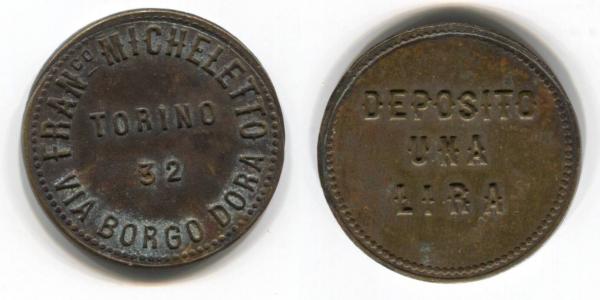 FRANco MICHELETTO
TORINO
32
VIA BORGO DORA
DEPOSITO
UNA
LIRA